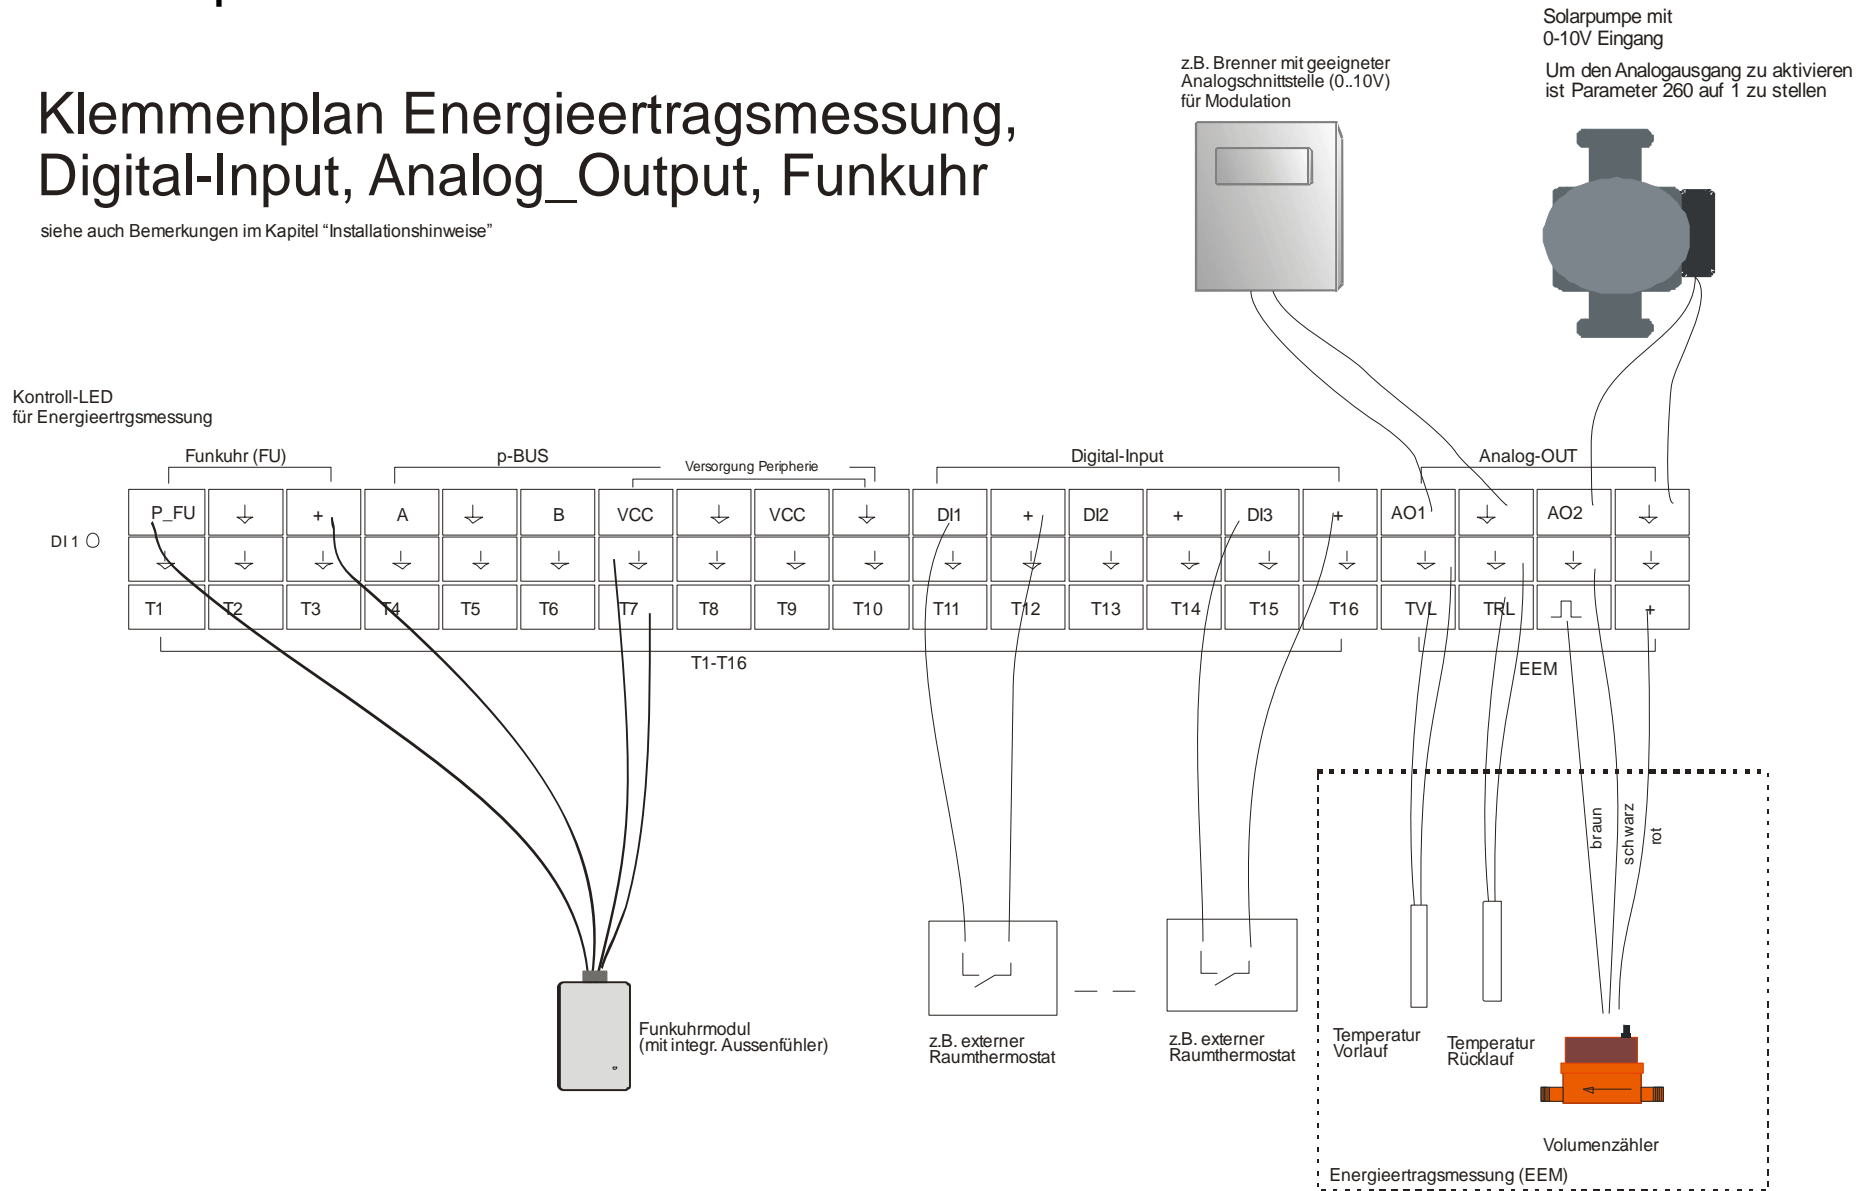 Solarpumpe mit
0-10V Eingang
Um den Analogausgang zu aktivieren
ist Parameter 260 auf 1 zu stellen
z.B. Brenner mit geeigneter
Analogschnittstelle (0..10V)
für Modulation
Klemmenplan Energieertragsmessung,
Digital-Input, Analog_Output, Funkuhr
siehe auch Bemerkungen im Kapitel “Installationshinweise”
Kontroll-LED
für Energieertrgsmessung
Funkuhr (FU) p-BUS Versorgung Peripherie Digital-Input Analog-OUT
P_FU + A B VCC VCC DI1 + DI2 + DI3 + AO1 AO2
DI 1
T1 T2 T3 T4 T5 T6 T7 T8 T9 T10 T11 T12 T13 T14 T15 T16 TVL TRL +
T1-T16 EEM
braun
schwarz
rot
Funkuhrmodul
(mit integr. Aussenfühler)
z.B. externer
Raumthermostat
z.B. externer
Raumthermostat
Temperatur
Vorlauf
Temperatur
Rücklauf
Volumenzähler
Energieertragsmessung (EEM)